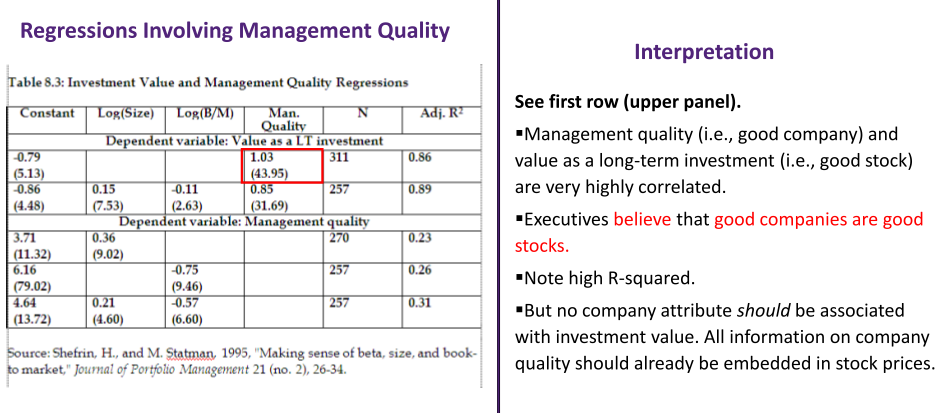 Regressions Involving Management Quality
Table 8.3: Investment Value and Management Quality Regressions
Constant Log(Size) Log(B/M) Man. Quality N Adj. R²
Dependent variable: Value as a LT investment
-0.79 1.03 311 0.86
(5.13) (43.95)
-0.86 0.15 -0.11 0.85 257 0.89
(4.48) (7.53) (2.63) (31.69)
Dependent variable: Management quality
3.71 0.36 270 0.23
(11.32) (9.02)
6.16 -0.75 257 0.26
(79.02) (9.46)
4.64 0.21 -0.57 257 0.31
(13.72) (4.60) (6.60)
Source: Shefrin, H., and M. Statman, 1995, "Making sense of beta, size, and book-
to market," Journal of Portfolio Management 21 (no. 2), 26-34.
Interpretation
See first row (upper panel).
▪Management quality (i.e., good company) and
value as a long-term investment (i.e., good stock)
are very highly correlated.
▪Executives believe that good companies are good
stocks.
▪Note high R-squared.
▪But no company attribute should be associated
with investment value. All information on company
quality should already be embedded in stock prices.